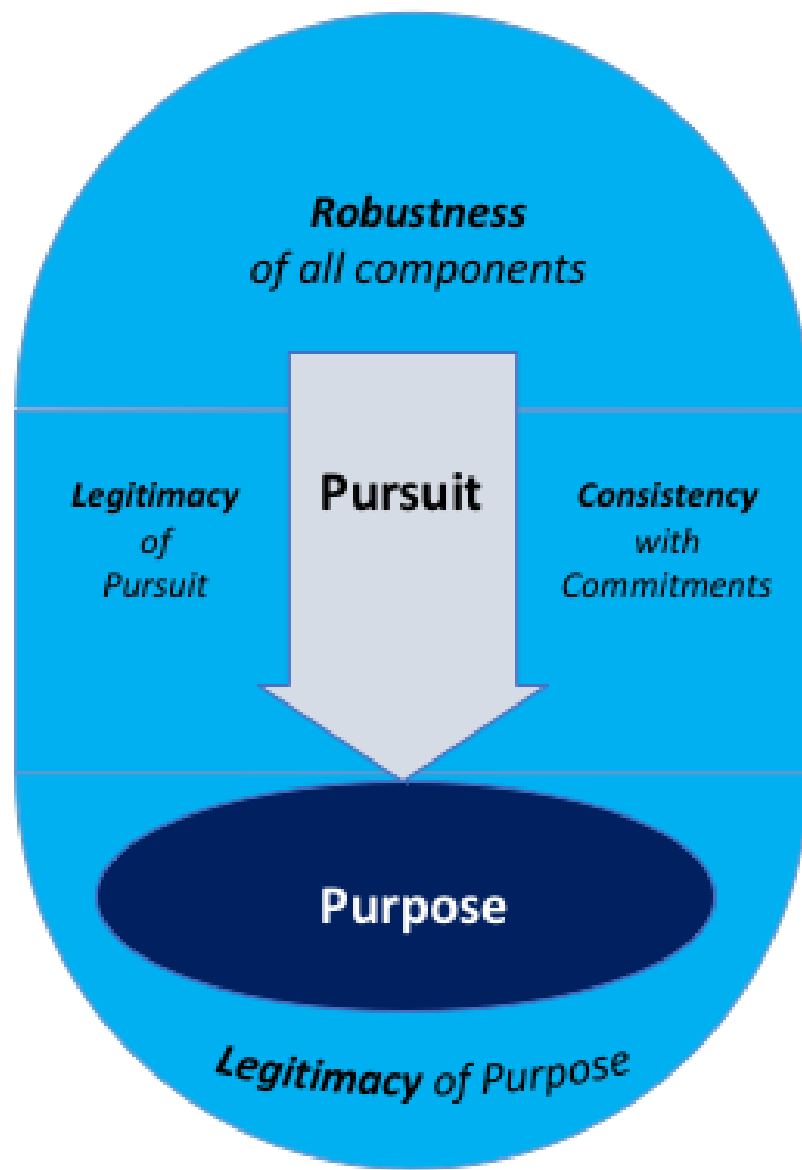 Robustness
of all components
Legitimacy
of
Pursuit
Pursuit
Consistency
with
Commitments
Purpose
Legitimacy of Purpose